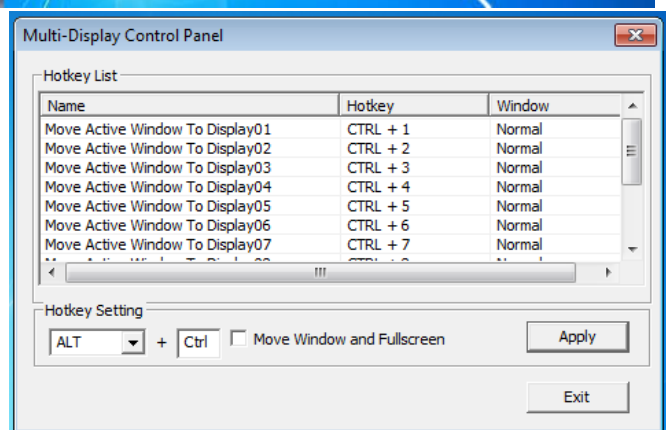 Multi-Display Control Panel
Hotkey List
Name Hotkey Window
Move Active Window To Display01 CTRL + 1 Normal
Move Active Window To Display02 CTRL + 2 Normal
Move Active Window To Display03 CTRL + 3 Normal
Move Active Window To Display04 CTRL + 4 Normal
Move Active Window To Display05 CTRL + 5 Normal
Move Active Window To Display06 CTRL + 6 Normal
Move Active Window To Display07 CTRL + 7 Normal
Hotkey Setting
ALT + Ctrl Move Window and Fullscreen Apply
Exit